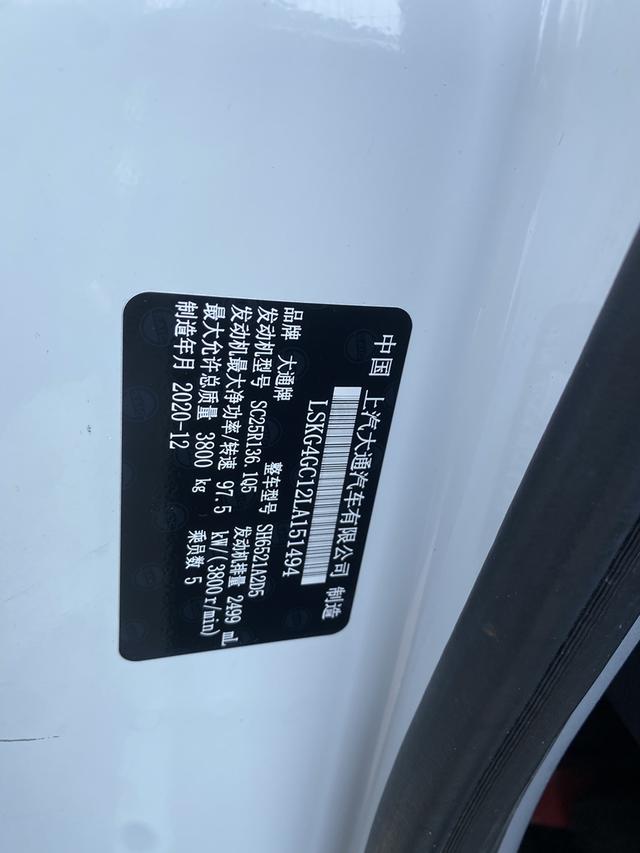 中国 上汽大通汽车有限公司 制造
LSKG4GC12LA151494
品牌 大通牌 整车型号 SH6521A2D5
发动机型号 SC25R136.1Q5 发动机排量 2499 mL
发动机最大净功率/转速 97.5 kW/(3800r/min)
最大允许总质量 3800 kg 乘员数 5
制造年月 2020-12